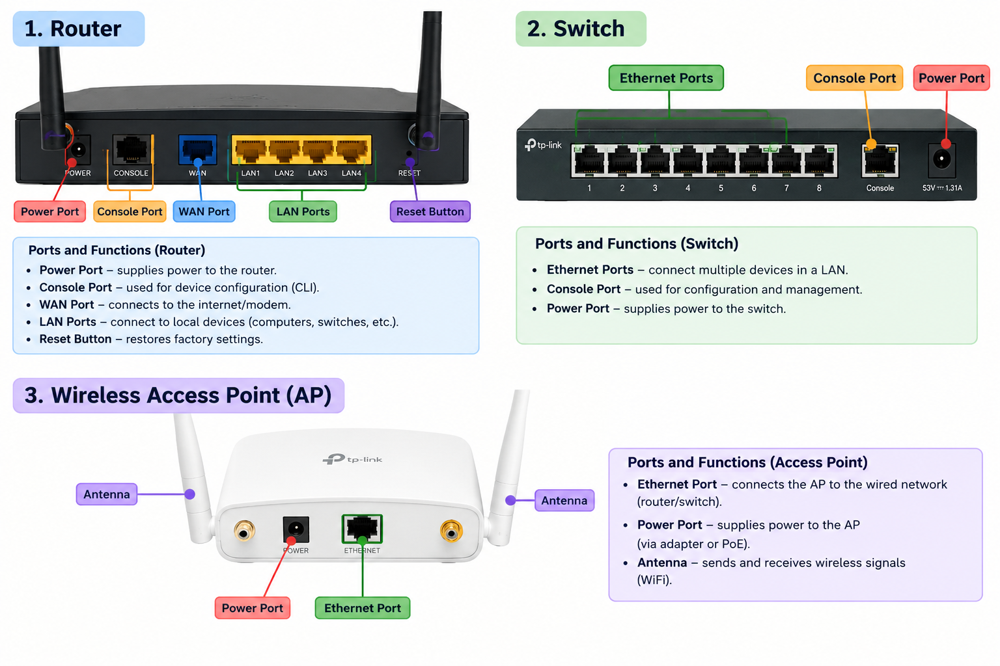 1. Router
POWER
CONSOLE
WAN
LAN1
LAN2
LAN3
LAN4
RESET
Power Port
Console Port
WAN Port
LAN Ports
Reset Button
Ports and Functions (Router)
• Power Port – supplies power to the router.
• Console Port – used for device configuration (CLI).
• WAN Port – connects to the internet/modem.
• LAN Ports – connect to local devices (computers, switches, etc.).
• Reset Button – restores factory settings.
2. Switch
Ethernet Ports
Console Port
Power Port
tp-link
1
2
3
4
5
6
7
8
Console
53V ⎓ 1.31A
Ports and Functions (Switch)
• Ethernet Ports – connect multiple devices in a LAN.
• Console Port – used for configuration and management.
• Power Port – supplies power to the switch.
3. Wireless Access Point (AP)
tp-link
Antenna
Antenna
POWER
ETHERNET
Power Port
Ethernet Port
Ports and Functions (Access Point)
• Ethernet Port – connects the AP to the wired network
(router/switch).
• Power Port – supplies power to the AP
(via adapter or PoE).
• Antenna – sends and receives wireless signals
(WiFi).